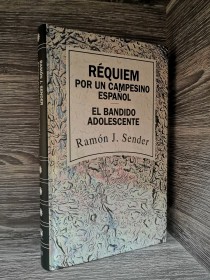 RÉQUIEM
POR UN CAMPESINO
ESPAÑOL
EL BANDIDO
ADOLESCENTE
Ramón J. Sender